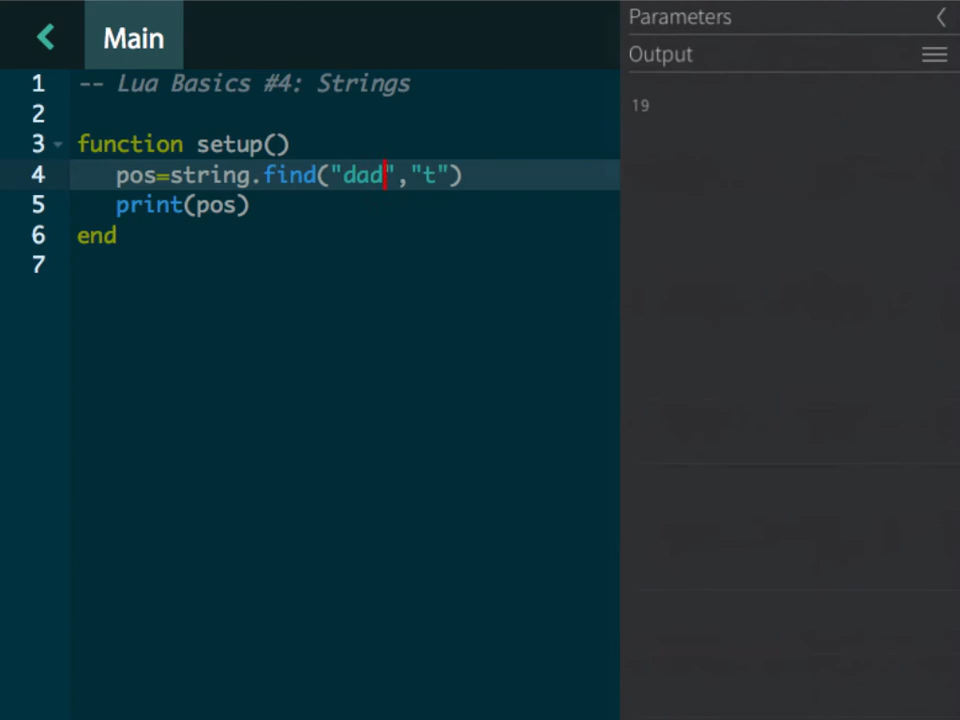 Main
Parameters
Output
1 -- Lua Basics #4: Strings
2
3 function setup()
4 pos=string.find("dad","t")
5 print(pos)
6 end
7
19